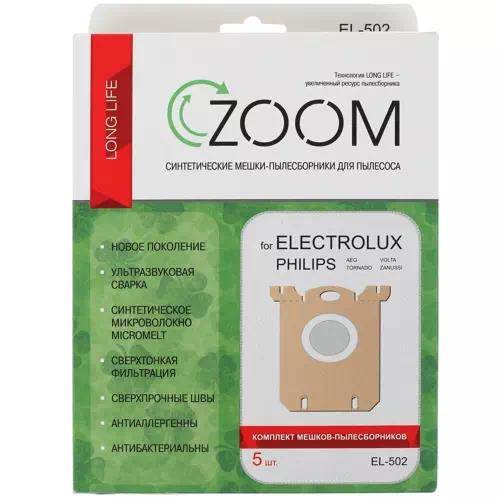 EL-502
LONG LIFE
Технология LONG LIFE –
увеличенный ресурс пылесборника
ZOOM
СИНТЕТИЧЕСКИЕ МЕШКИ-ПЫЛЕСБОРНИКИ ДЛЯ ПЫЛЕСОСА
• НОВОЕ ПОКОЛЕНИЕ
• УЛЬТРАЗВУКОВАЯ
СВАРКА
• СИНТЕТИЧЕСКОЕ
МИКРОВОЛОКНО
MICROMELT
• СВЕРХТОНКАЯ
ФИЛЬТРАЦИЯ
• СВЕРХПРОЧНЫЕ ШВЫ
• АНТИАЛЛЕРГЕННЫ
• АНТИБАКТЕРИАЛЬНЫ
for ELECTROLUX
PHILIPS AEG VOLTA
TORNADO ZANUSSI
КОМПЛЕКТ МЕШКОВ-ПЫЛЕСБОРНИКОВ
5 шт. EL-502